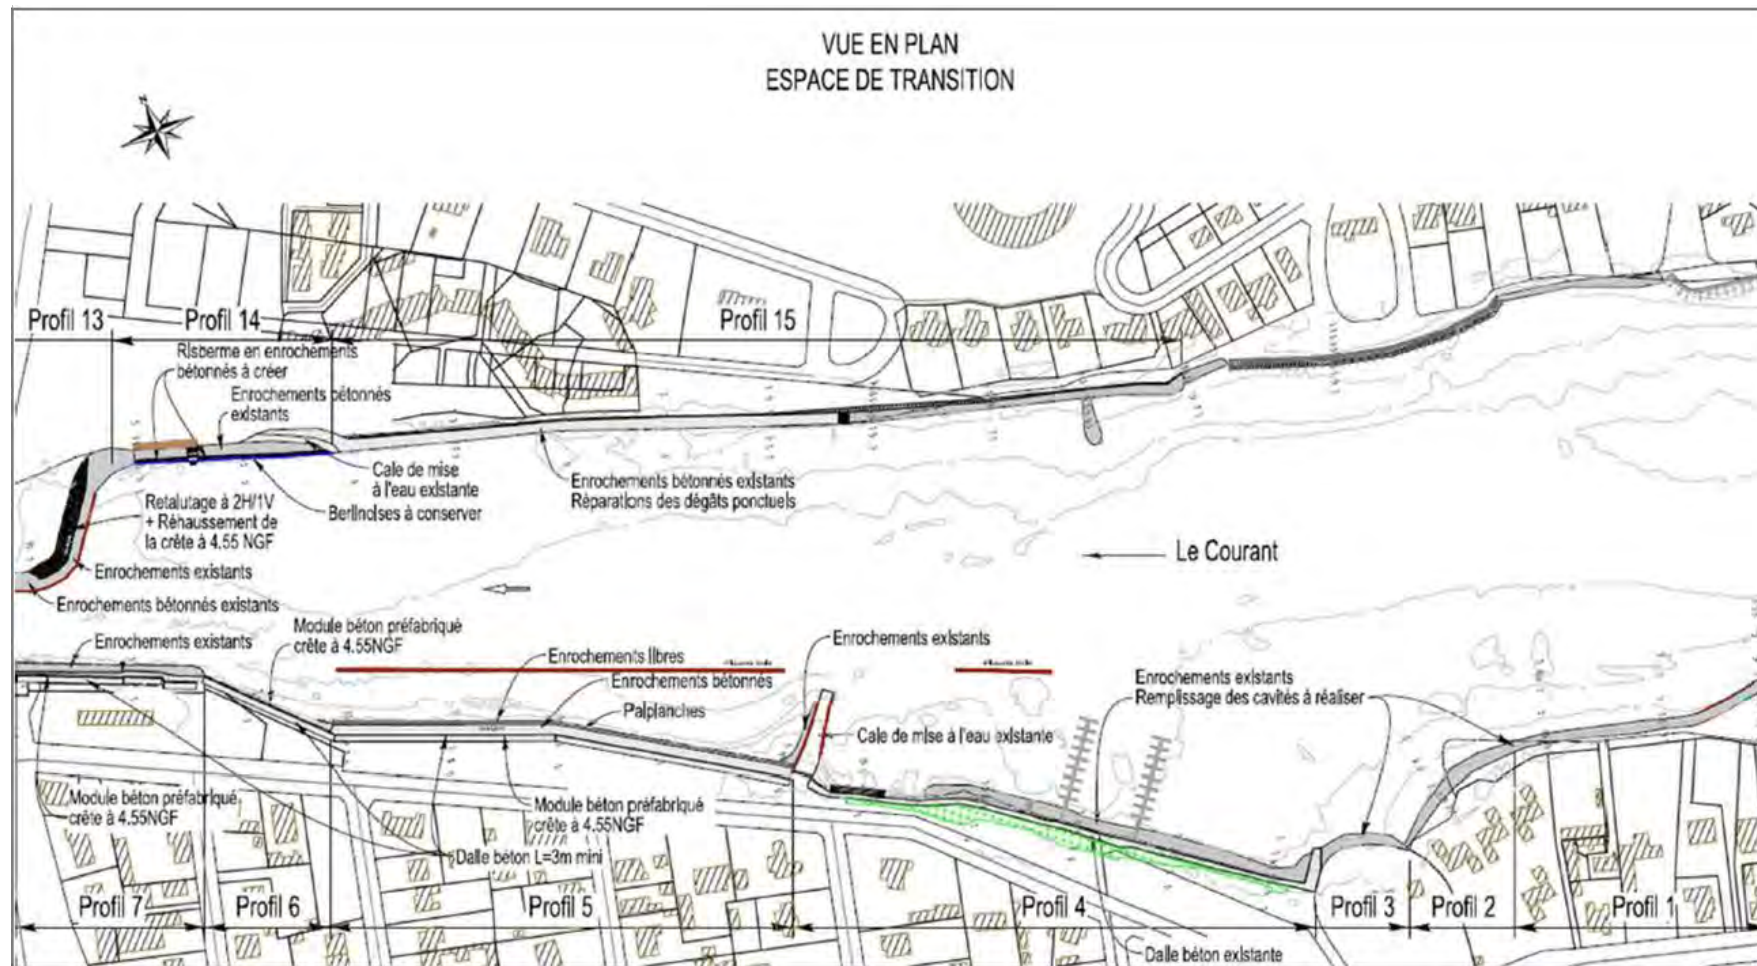 VUE EN PLAN
ESPACE DE TRANSITION
N
Profil 13
Profil 14
Profil 15
Risberme en enrochements
bétonnés à créer
Enrochements bétonnés
existants
Cale de mise
à l'eau existante
Berlinoises à conserver
Enrochements bétonnés existants
Réparations des dégâts ponctuels
Retalutage à 2H/1V
+ Réhaussement de
la crête à 4.55 NGF
Enrochements existants
Enrochements bétonnés existants
Le Courant
Enrochements existants
Module béton préfabriqué
crête à 4.55NGF
Enrochements libres
Enrochements bétonnés
Palplanches
Enrochements existants
Cale de mise à l'eau existante
Enrochements existants
Remplissage des cavités à réaliser
Module béton préfabriqué
crête à 4.55NGF
Module béton préfabriqué
crête à 4.55NGF
Dalle béton L=3m mini
Profil 7
Profil 6
Profil 5
Profil 4
Profil 3
Profil 2
Profil 1
Dalle béton existante